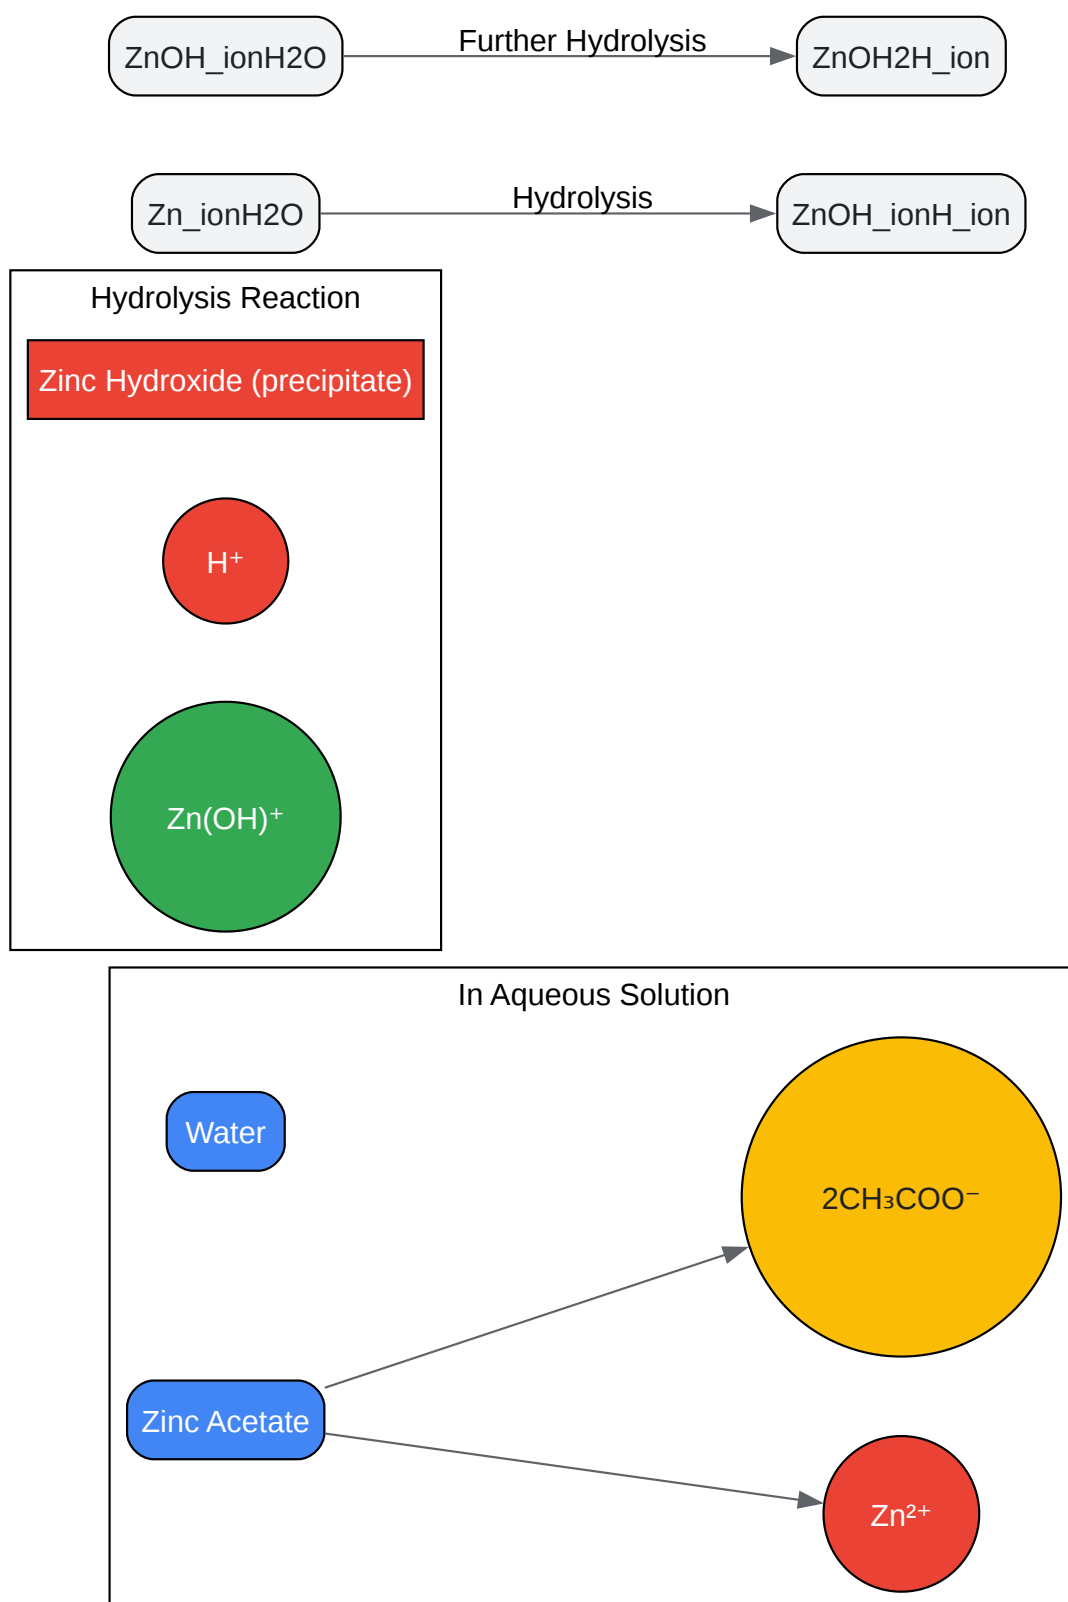 ZnOH_ionH2O
Further Hydrolysis
ZnOH2H_ion
Zn_ionH2O
Hydrolysis
ZnOH_ionH_ion
Hydrolysis Reaction
Zinc Hydroxide (precipitate)
H⁺
Zn(OH)⁺
In Aqueous Solution
Water
2CH₃COO⁻
Zinc Acetate
Zn²⁺